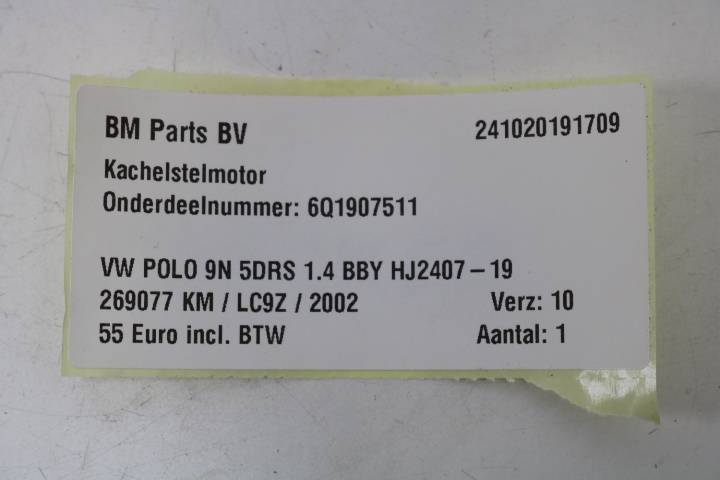 BM Parts BV 241020191709
Kachelstelmotor
Onderdeelnummer: 6Q1907511
VW POLO 9N 5DRS 1.4 BBY HJ2407-19
269077 KM / LC9Z / 2002 Verz: 10
55 Euro incl. BTW Aantal: 1